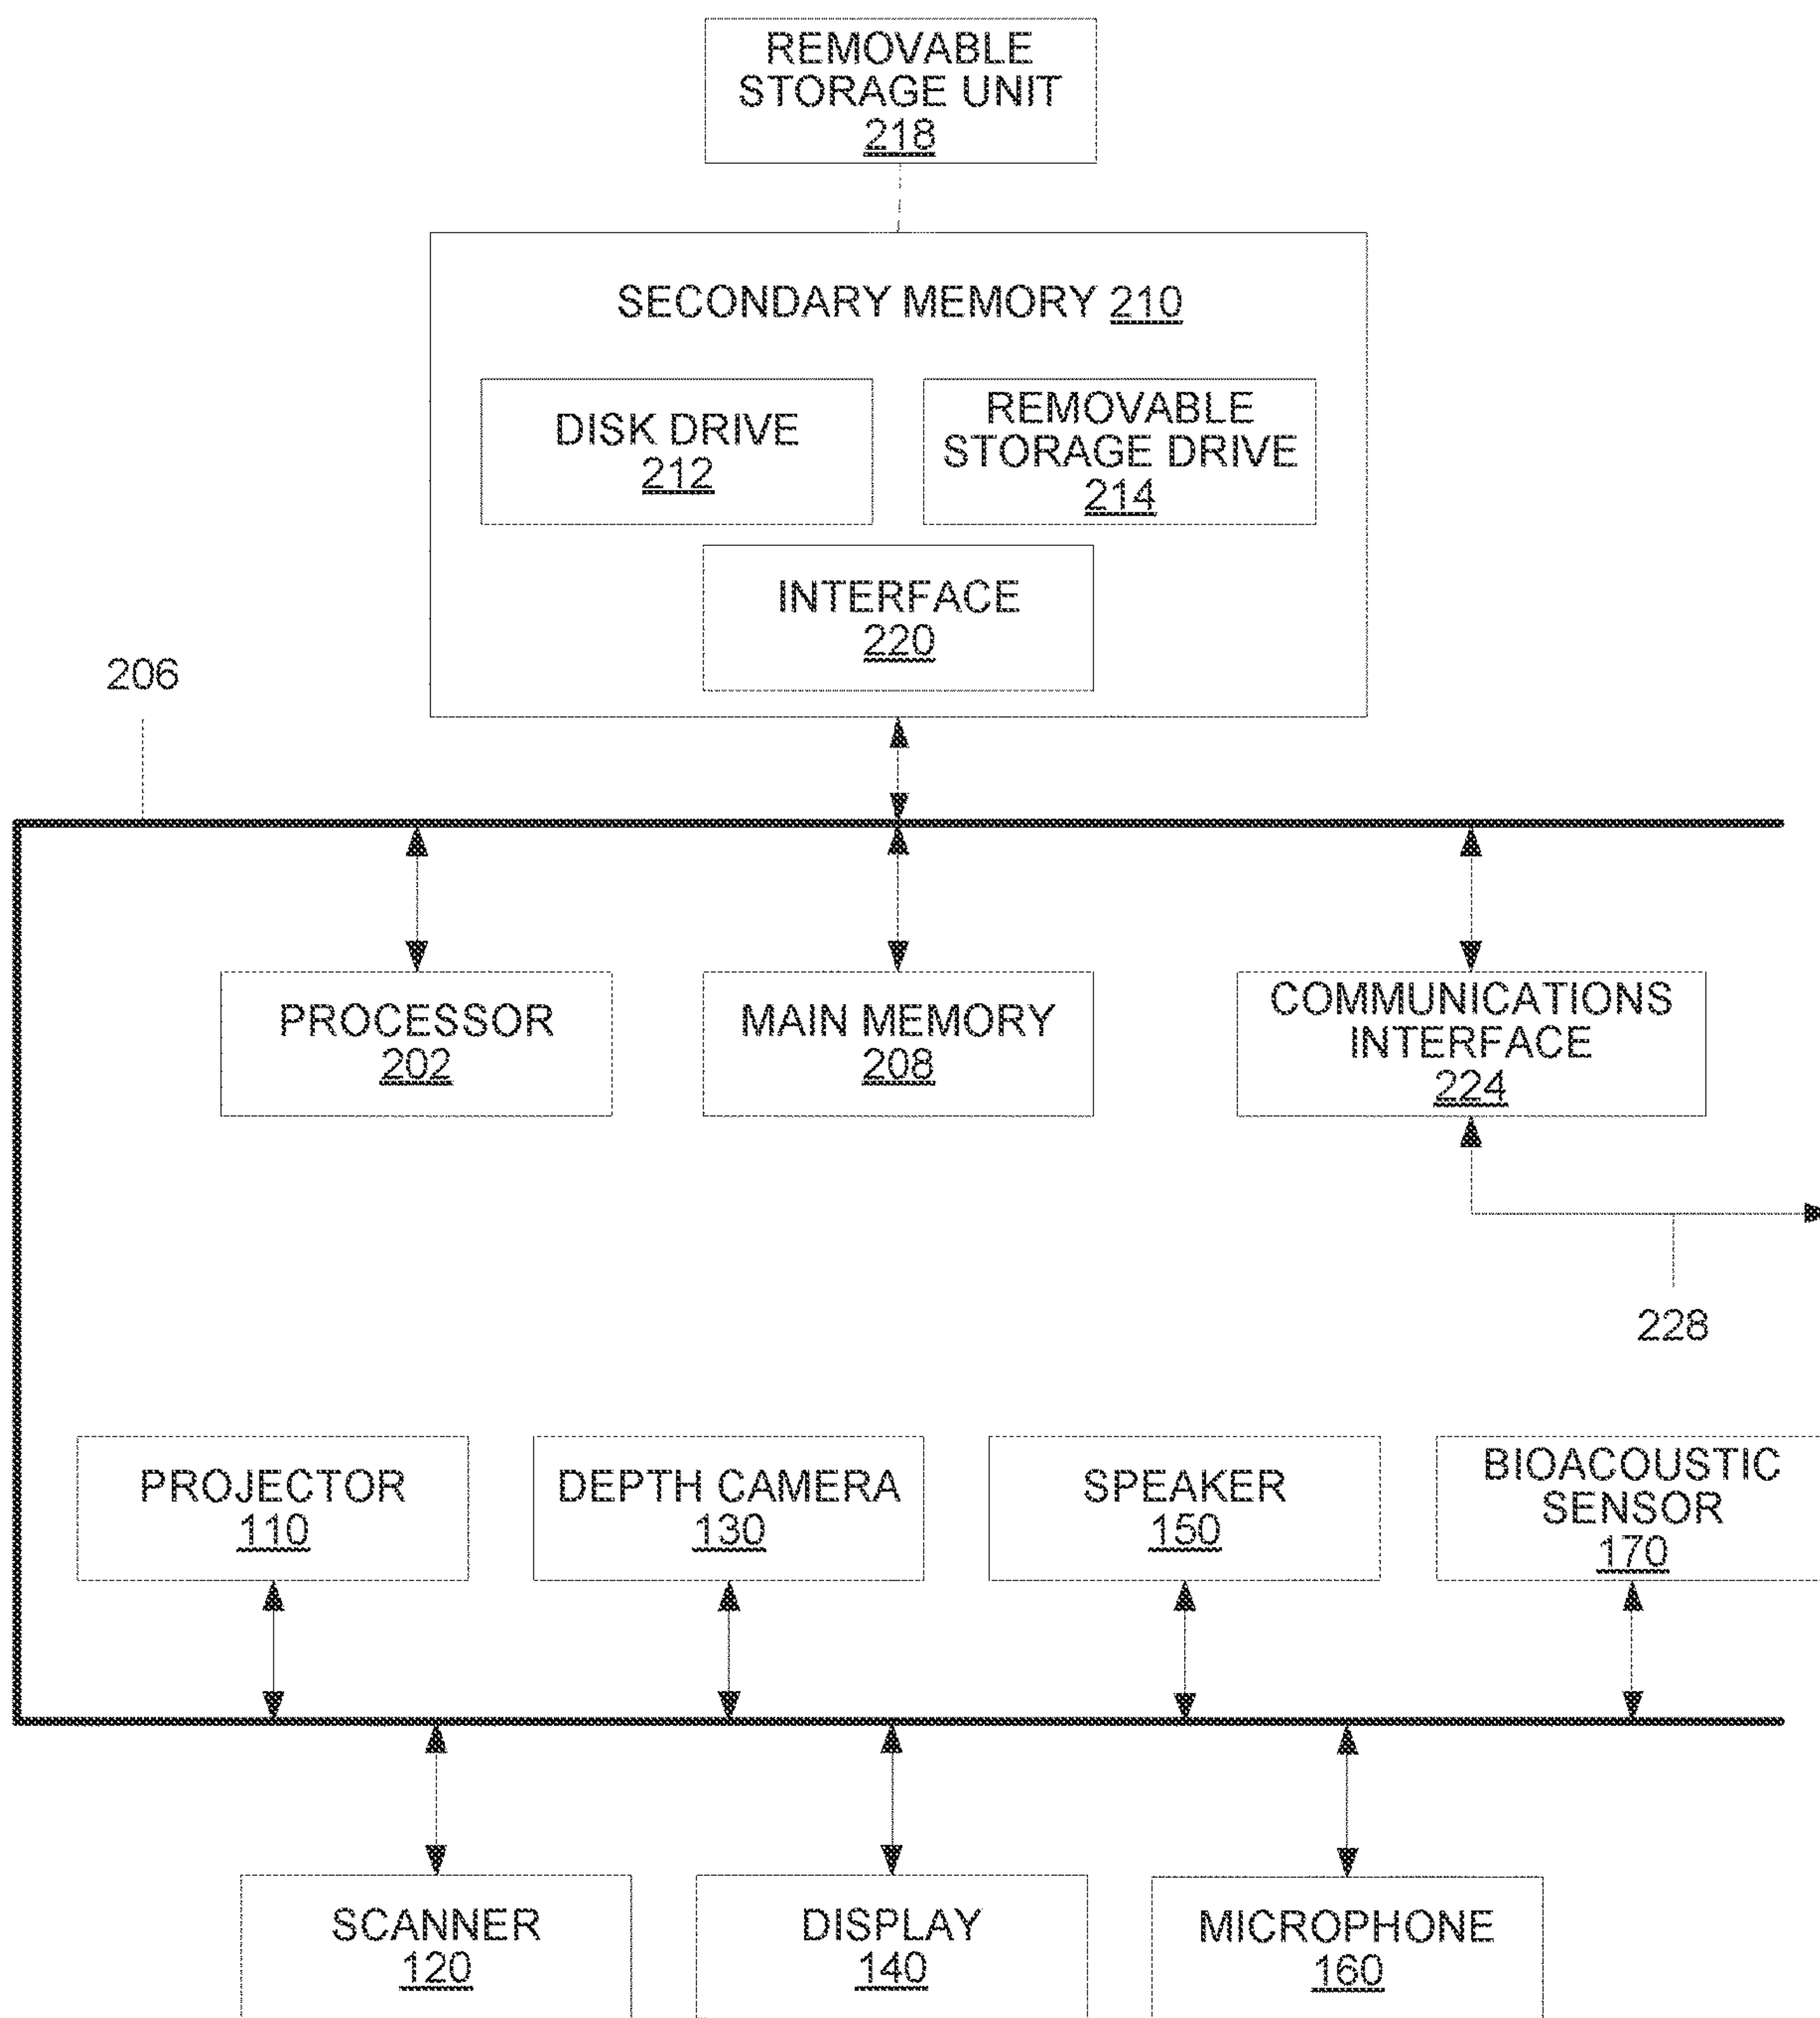 REMOVABLE
STORAGE UNIT
218
SECONDARY MEMORY 210
DISK DRIVE
212
REMOVABLE
STORAGE DRIVE
214
INTERFACE
220
206
PROCESSOR
202
MAIN MEMORY
208
COMMUNICATIONS
INTERFACE
224
228
PROJECTOR
110
DEPTH CAMERA
130
SPEAKER
150
BIOACOUSTIC
SENSOR
170
SCANNER
120
DISPLAY
140
MICROPHONE
160